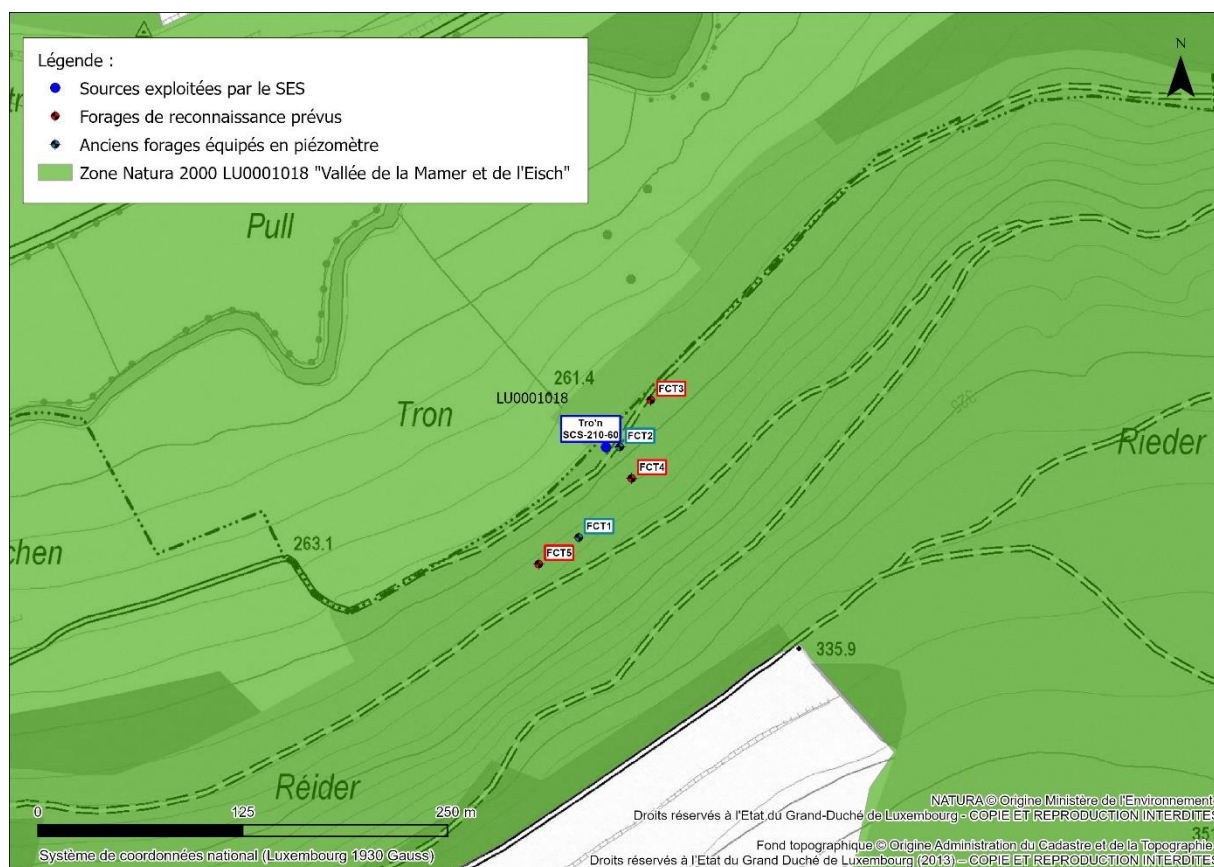 Légende :
Sources exploitées par le SES
Forages de reconnaissance prévus
Anciens forages équipés en piézomètre
Zone Natura 2000 LU0001018 "Vallée de la Mamer et de l'Eisch"
N
Pull
261.4
FCT3
LU0001018
325
Tron
Tro'n
SCS-210-60
FCT2
Rieder
FCT4
FCT1
chen
263.1
FCT5
335.9
Réider
0 125 250 m
NATURA © Origine Ministère de l'Environnement
Droits réservés à l'Etat du Grand-Duché de Luxembourg - COPIE ET REPRODUCTION INTERDITES
351
Système de coordonnées national (Luxembourg 1930 Gauss)
Fond topographique © Origine Administration du Cadastre et de la Topographie
Droits réservés à l'Etat du Grand Duché de Luxembourg (2013) – COPIE ET REPRODUCTION INTERDITES